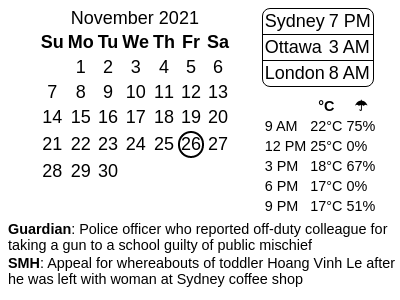 November 2021
Su Mo Tu We Th Fr Sa
1 2 3 4 5 6
7 8 9 10 11 12 13
14 15 16 17 18 19 20
21 22 23 24 25 26 27
28 29 30
Sydney 7 PM
Ottawa 3 AM
London 8 AM
°C ☂
9 AM 22°C 75%
12 PM 25°C 0%
3 PM 18°C 67%
6 PM 17°C 0%
9 PM 17°C 51%
Guardian: Police officer who reported off-duty colleague for
taking a gun to a school guilty of public mischief
SMH: Appeal for whereabouts of toddler Hoang Vinh Le after
he was left with woman at Sydney coffee shop